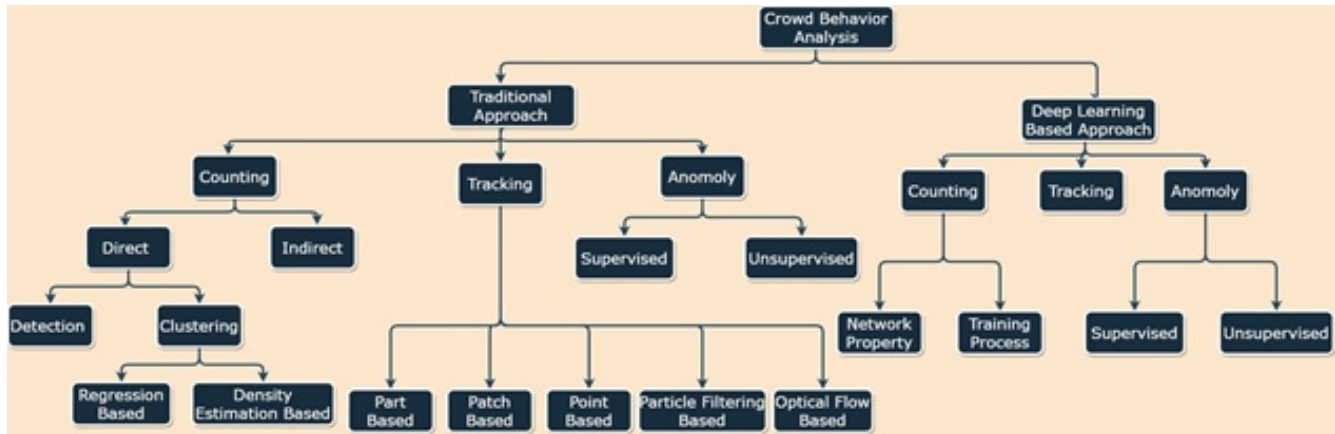 Crowd Behavior
Analysis
Traditional
Approach
Deep Learning
Based Approach
Counting
Tracking
Anomoly
Counting
Tracking
Anomoly
Direct
Indirect
Supervised
Unsupervised
Detection
Clustering
Network
Property
Training
Process
Supervised
Unsupervised
Regression
Based
Density
Estimation Based
Part
Based
Patch
Based
Point
Based
Particle Filtering
Based
Optical Flow
Based